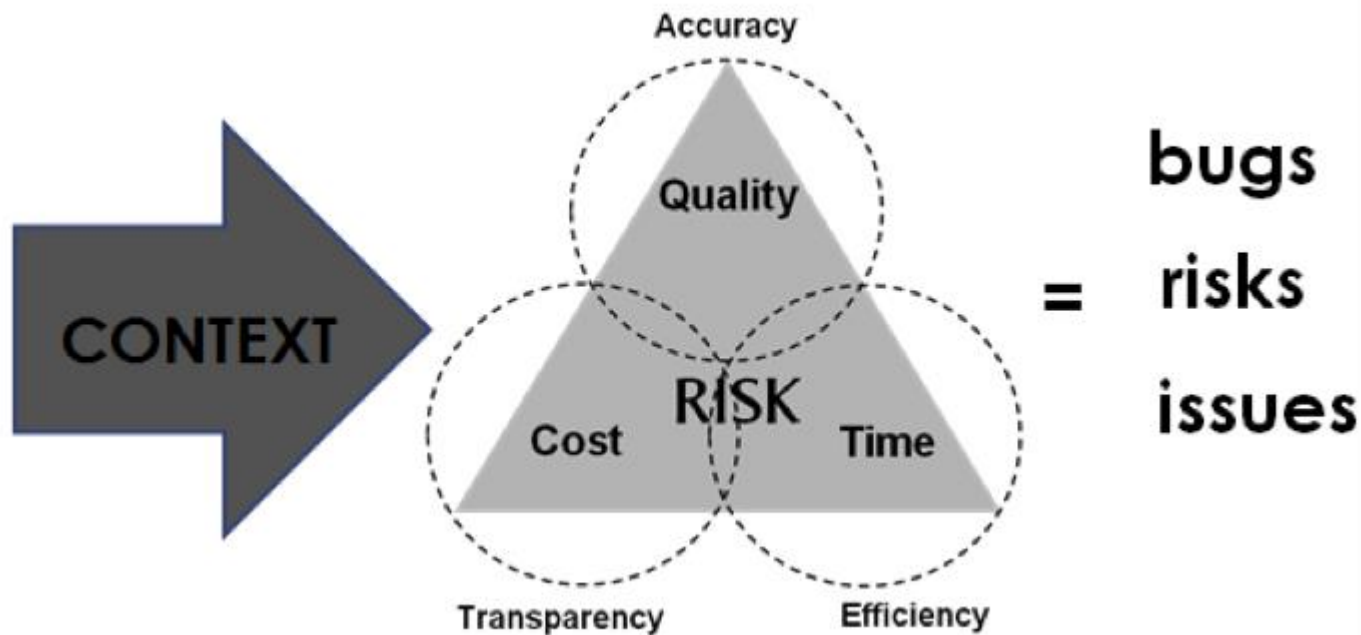 Accuracy
bugs
Quality
risks
=
CONTEXT
RISK
issues
Cost
Time
Transparency
Efficiency